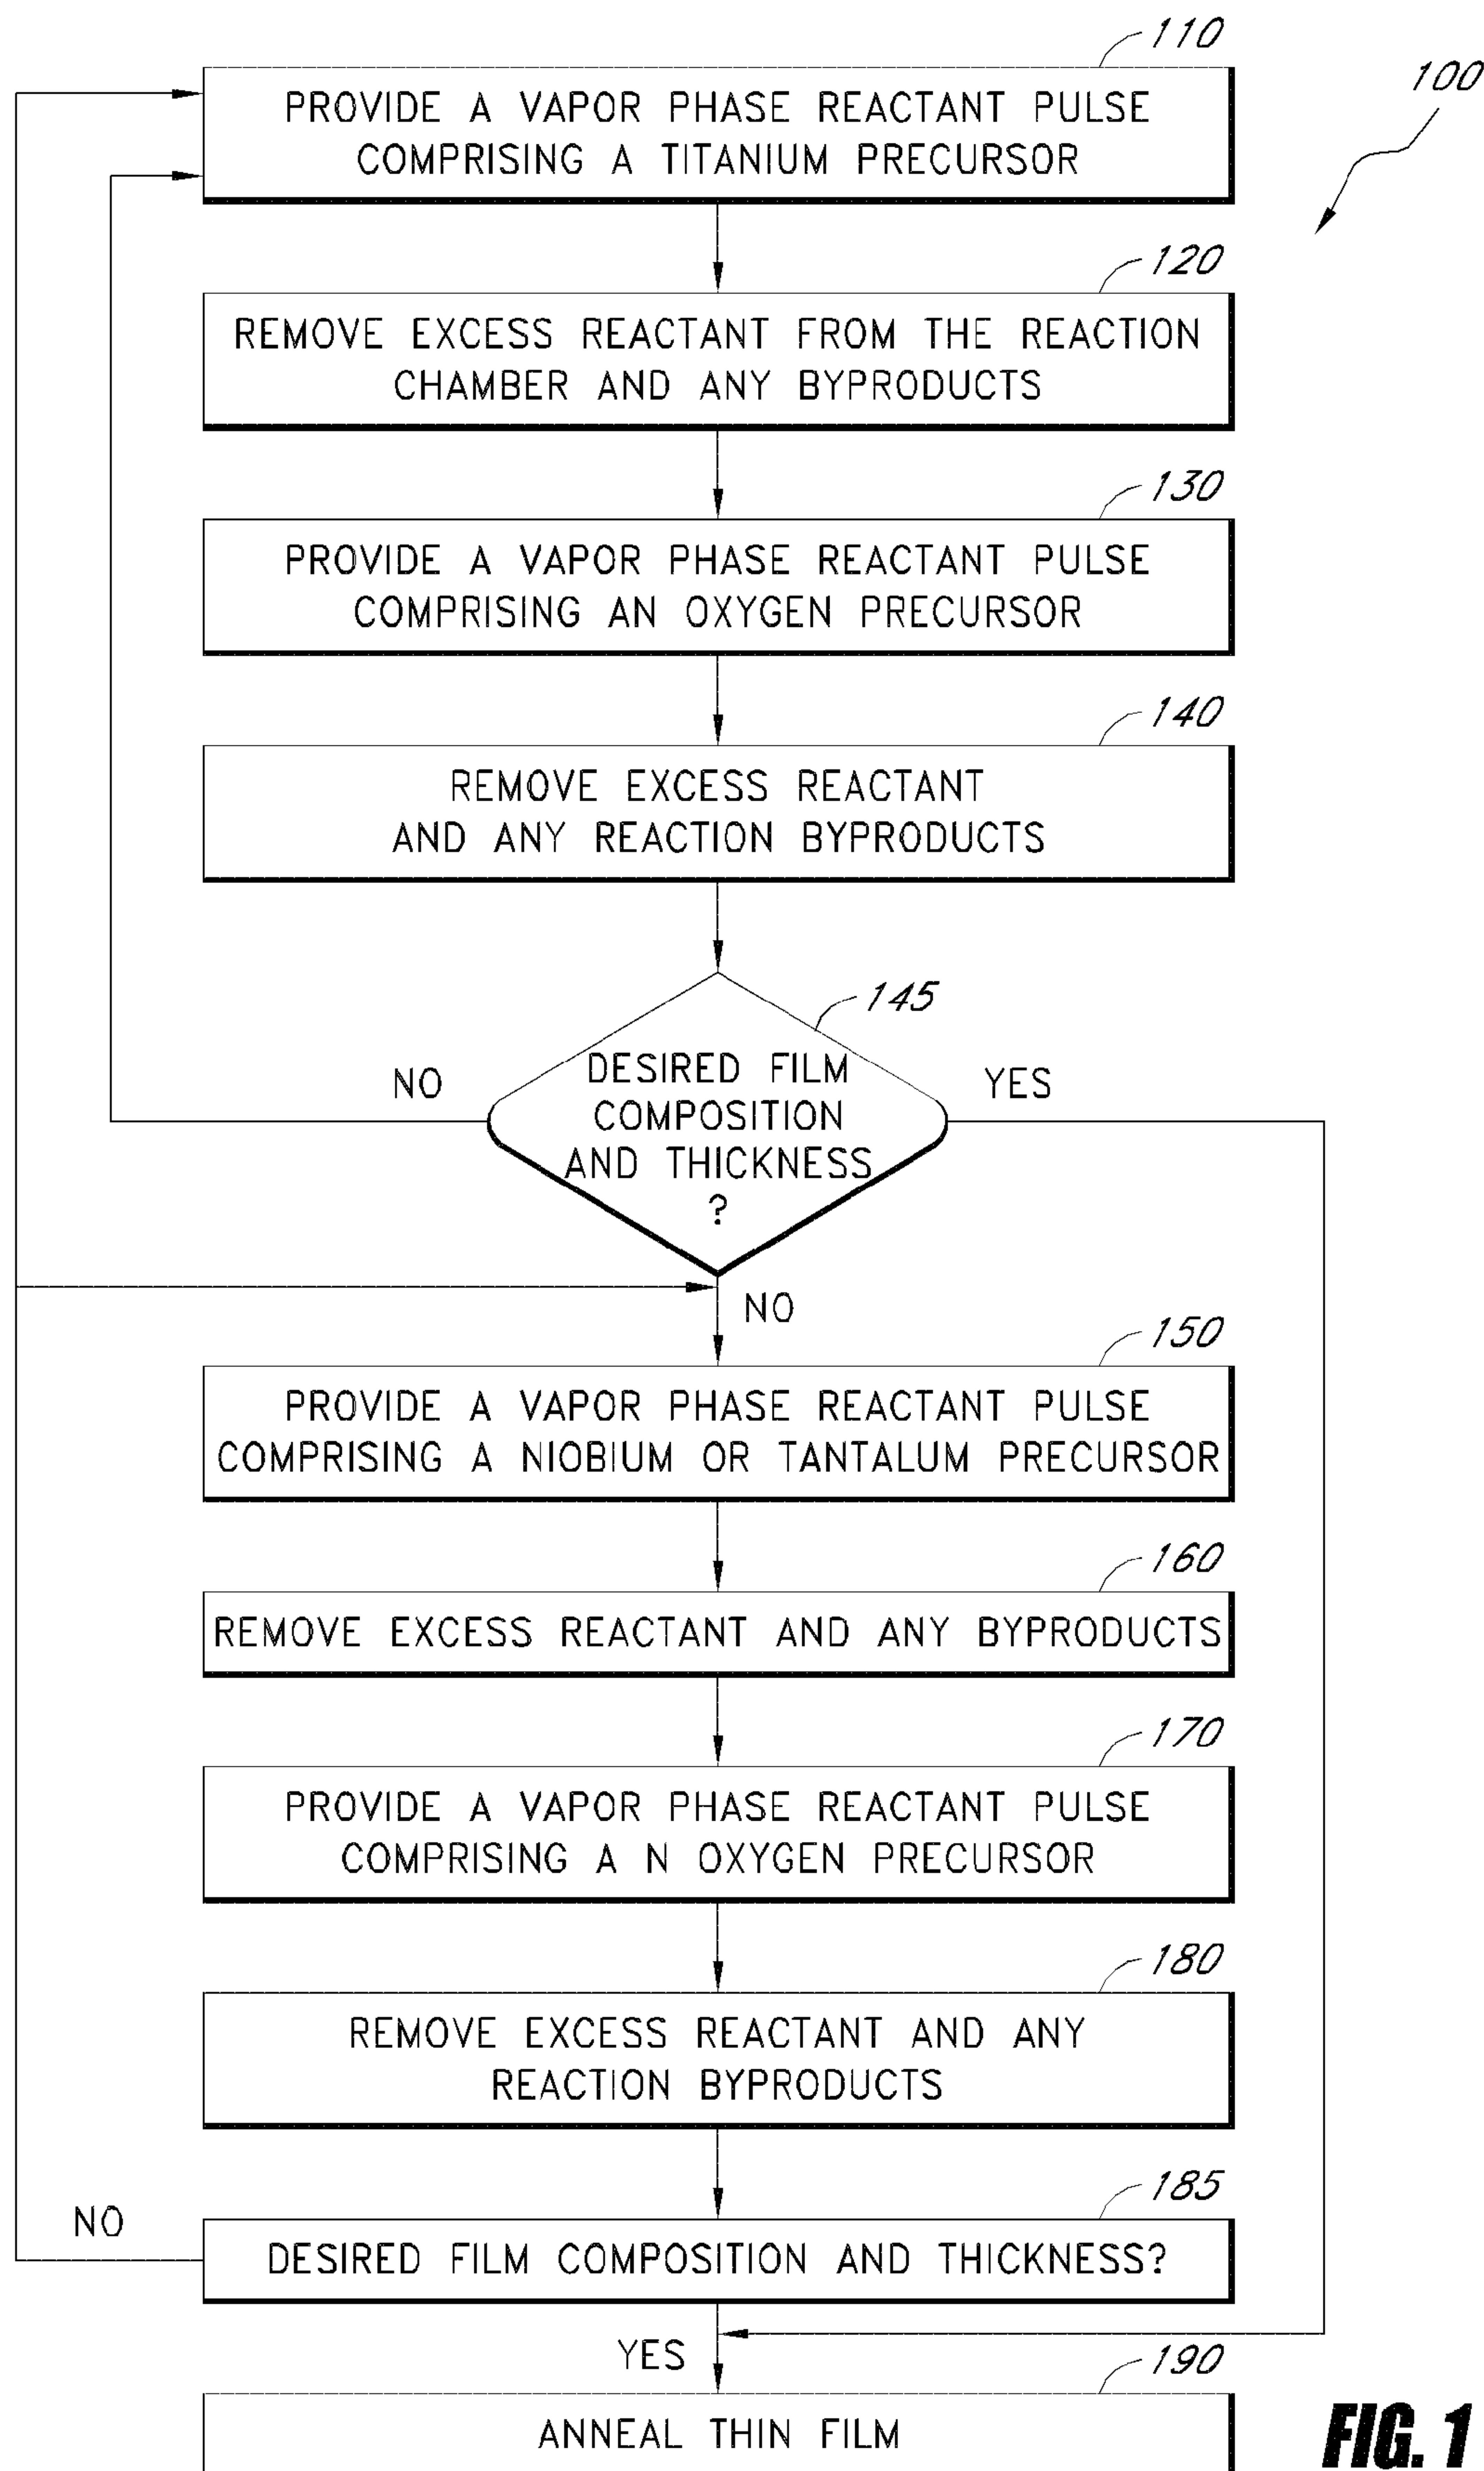 110
100
PROVIDE A VAPOR PHASE REACTANT PULSE
COMPRISING A TITANIUM PRECURSOR
120
REMOVE EXCESS REACTANT FROM THE REACTION
CHAMBER AND ANY BYPRODUCTS
130
PROVIDE A VAPOR PHASE REACTANT PULSE
COMPRISING AN OXYGEN PRECURSOR
140
REMOVE EXCESS REACTANT
AND ANY REACTION BYPRODUCTS
145
NO
DESIRED FILM
COMPOSITION
AND THICKNESS
?
YES
NO
150
PROVIDE A VAPOR PHASE REACTANT PULSE
COMPRISING A NIOBIUM OR TANTALUM PRECURSOR
160
REMOVE EXCESS REACTANT AND ANY BYPRODUCTS
170
PROVIDE A VAPOR PHASE REACTANT PULSE
COMPRISING A N OXYGEN PRECURSOR
180
REMOVE EXCESS REACTANT AND ANY
REACTION BYPRODUCTS
185
NO
DESIRED FILM COMPOSITION AND THICKNESS?
YES
190
ANNEAL THIN FILM
FIG. 1